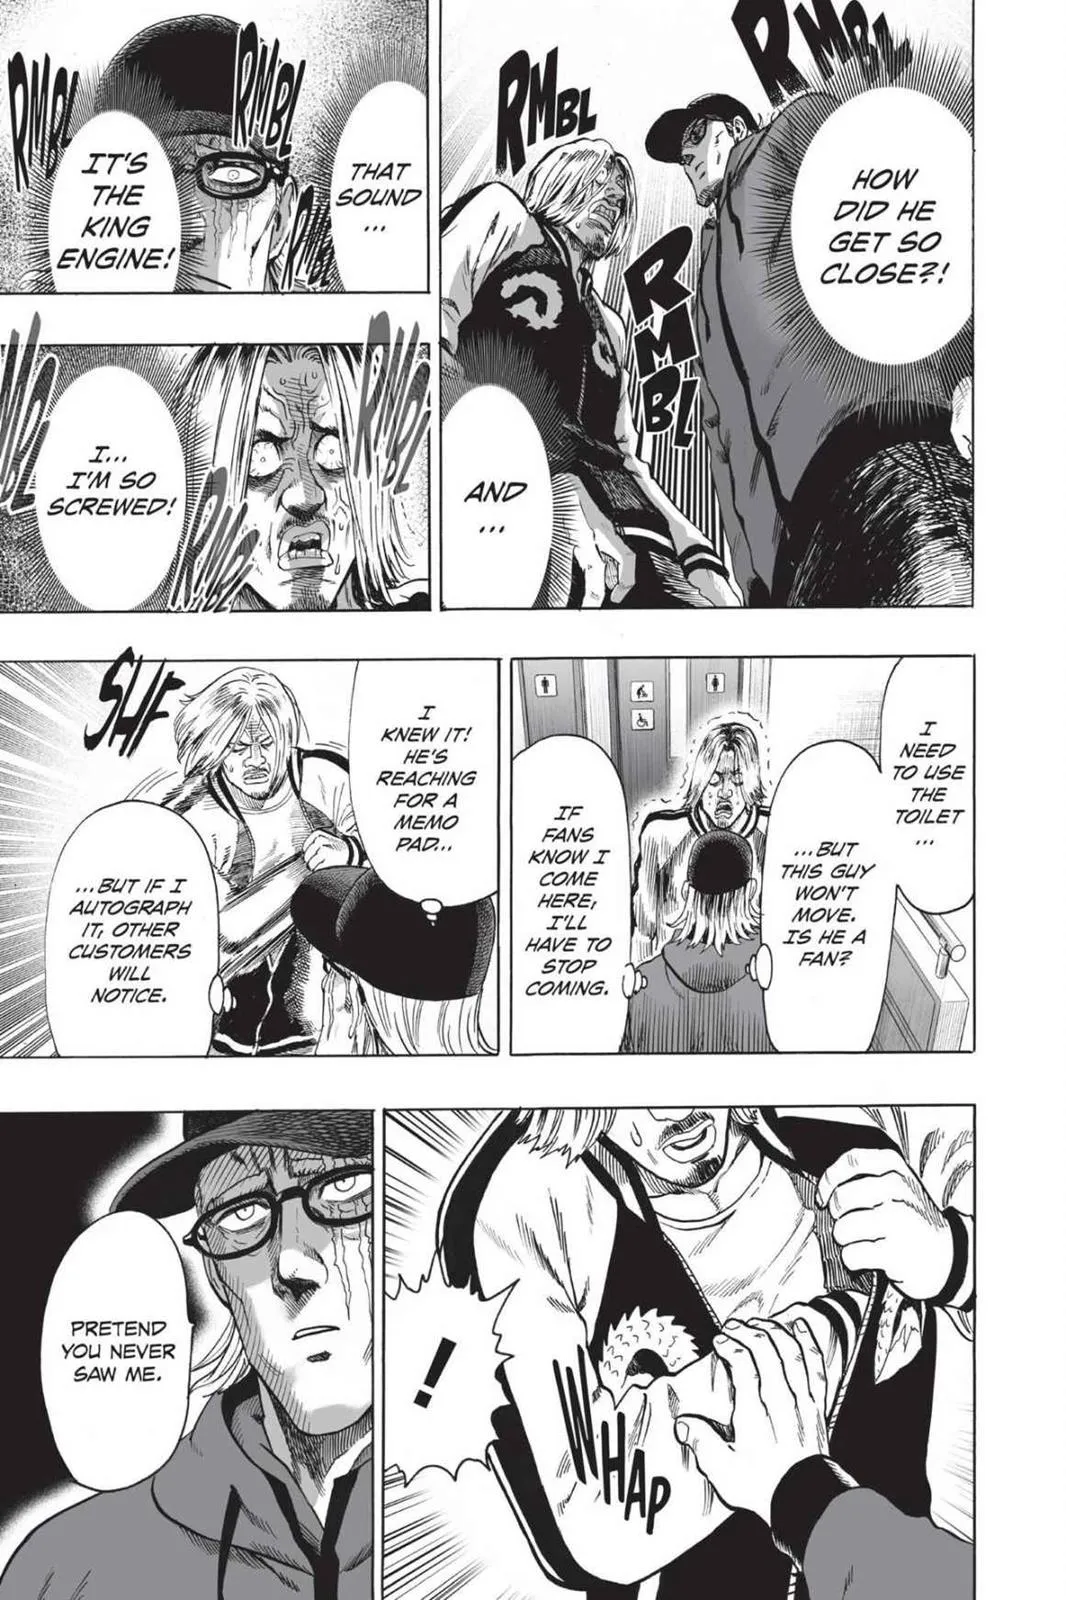 RMBL
RMBL
HOW
DID HE
GET SO
CLOSE?!
RMBL
AND
...
THAT
SOUND
...
RMBL
RMBL
RMBL
IT'S
THE
KING
ENGINE!
RMBL
RMBL
RMBL
I...
I'M SO
SCREWED!
I
NEED
TO USE
THE
TOILET
...
...BUT
THIS GUY
WON'T
MOVE.
IS HE A
FAN?
IF
FANS
KNOW I
COME
HERE,
I'LL
HAVE TO
STOP
COMING.
I
KNEW IT!
HE'S
REACHING
FOR A
MEMO
PAD...
SHF
...BUT IF I
AUTOGRAPH
IT, OTHER
CUSTOMERS
WILL
NOTICE.
!
WHAP
PRETEND
YOU NEVER
SAW ME.